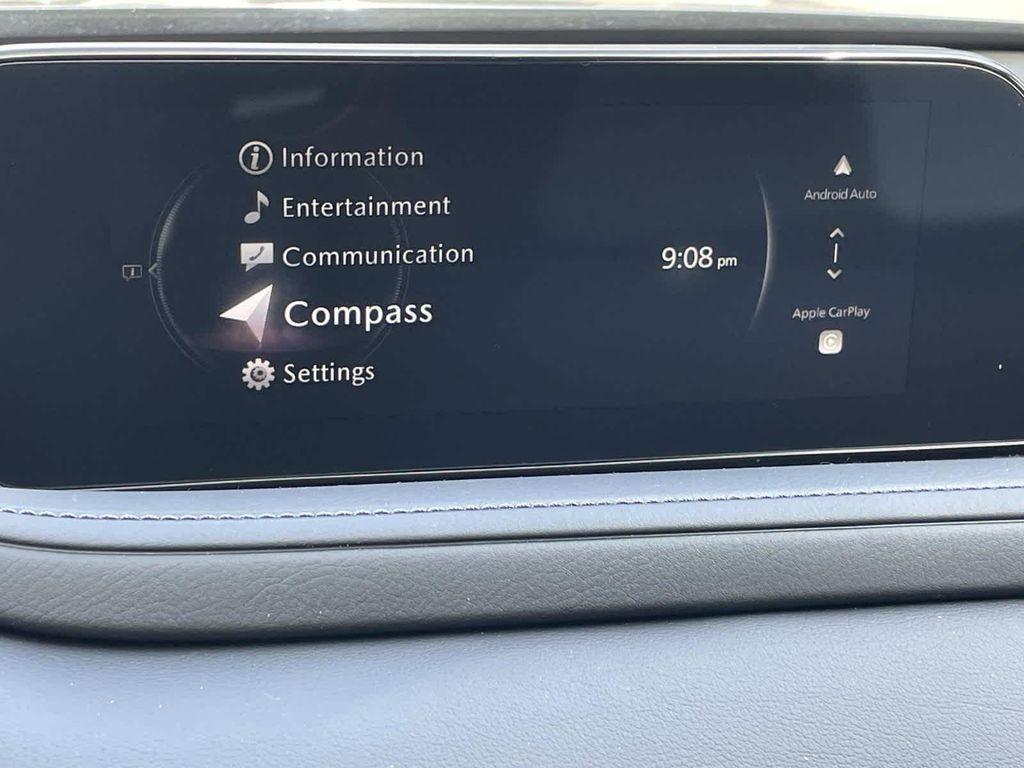 Information
Entertainment
Communication
Compass
Settings
9:08 pm
Android Auto
Apple CarPlay